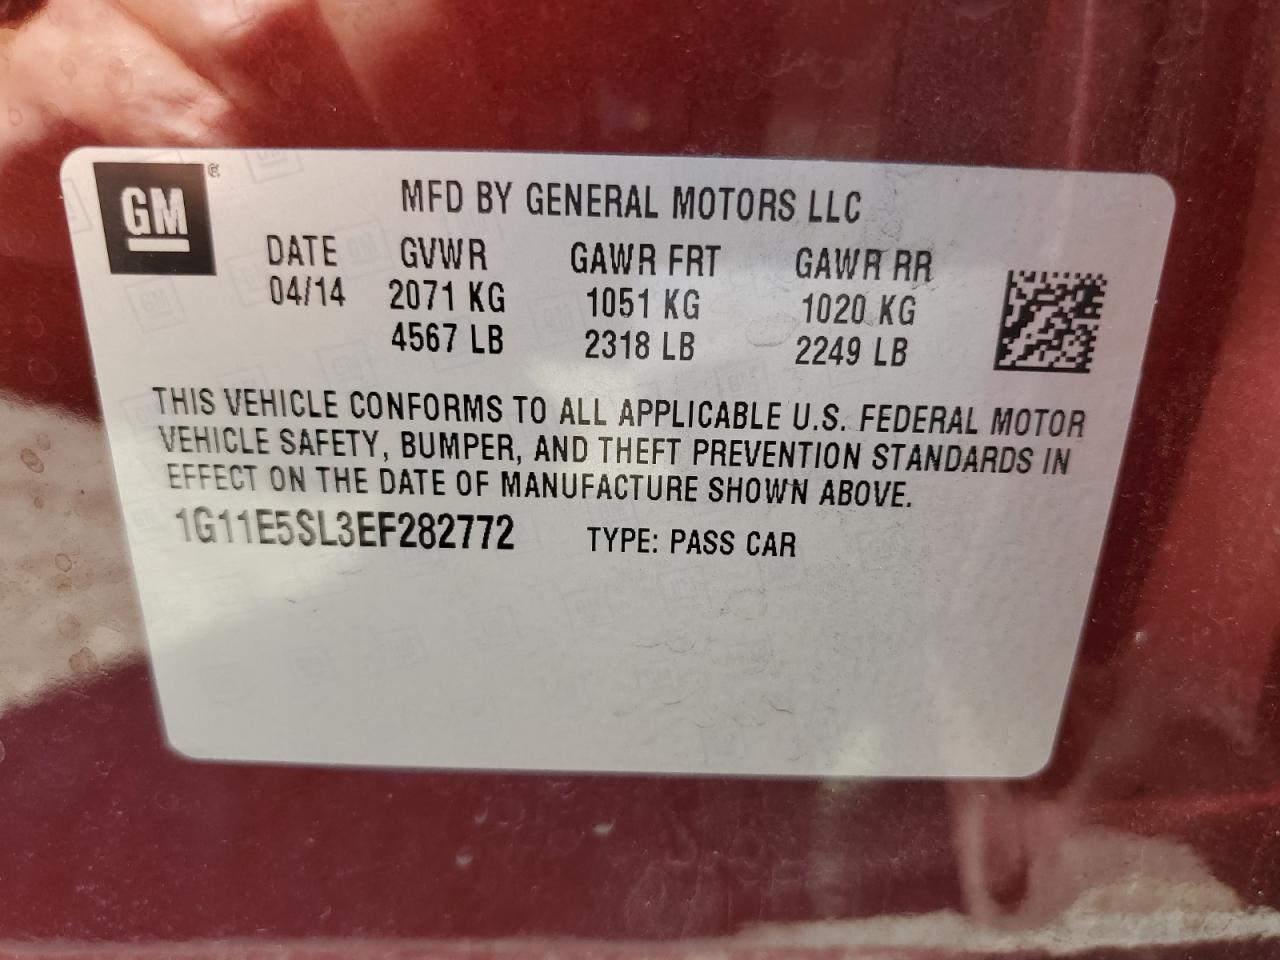 GM
MFD BY GENERAL MOTORS LLC
DATE GVWR GAWR FRT GAWR RR
04/14 2071 KG 1051 KG 1020 KG
4567 LB 2318 LB 2249 LB
THIS VEHICLE CONFORMS TO ALL APPLICABLE U.S. FEDERAL MOTOR
VEHICLE SAFETY, BUMPER, AND THEFT PREVENTION STANDARDS IN
EFFECT ON THE DATE OF MANUFACTURE SHOWN ABOVE.
1G11E5SL3EF282772 TYPE: PASS CAR